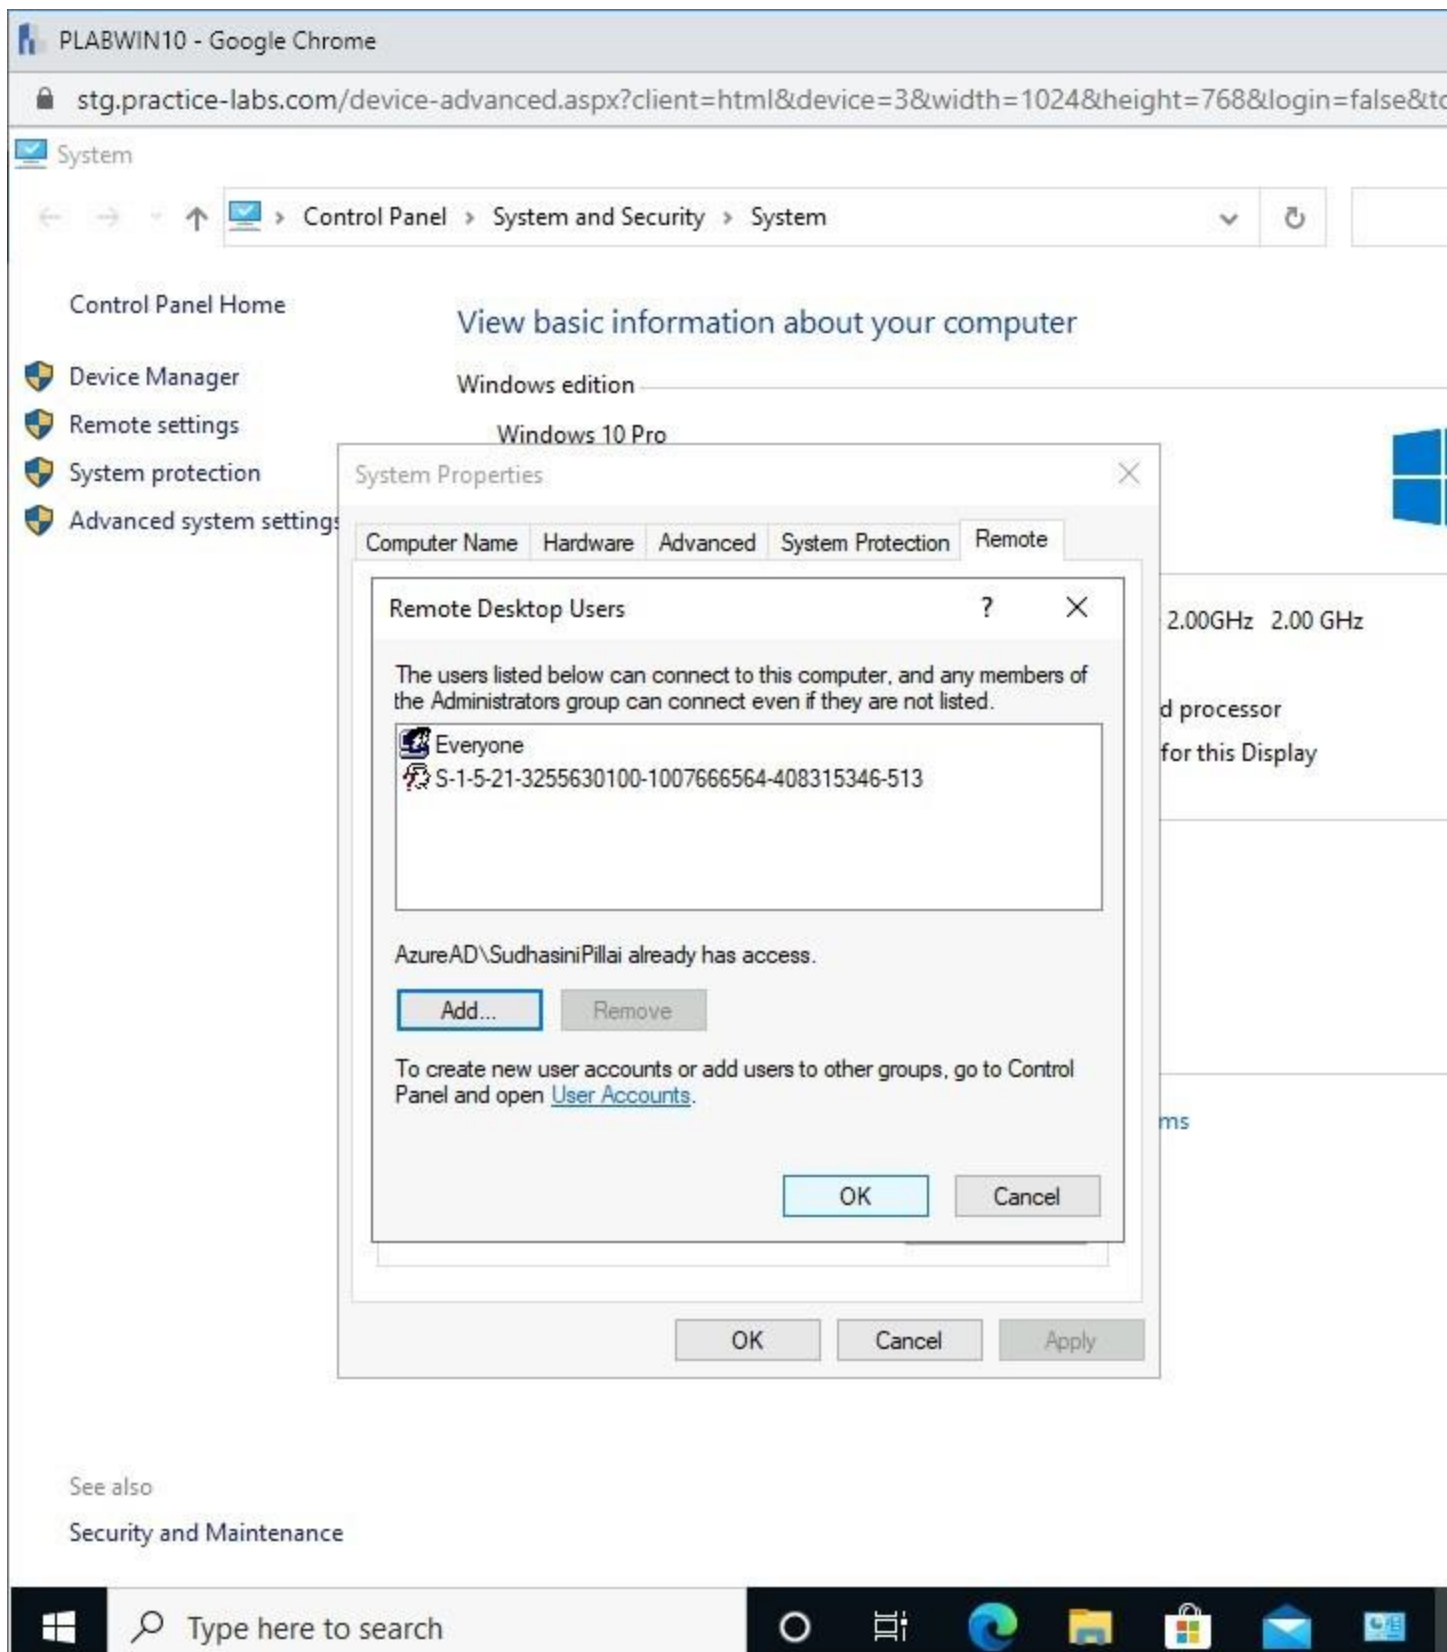 PLABWIN10 - Google Chrome
stg.practice-labs.com/device-advanced.aspx?client=html&device=3&width=1024&height=768&login=false&to
System
Control Panel > System and Security > System
Control Panel Home
View basic information about your computer
Device Manager
Windows edition
Remote settings
Windows 10 Pro
System protection
Advanced system settings
System Properties
Computer Name Hardware Advanced System Protection Remote
Remote Desktop Users ?
2.00GHz 2.00 GHz
The users listed below can connect to this computer, and any members of
the Administrators group can connect even if they are not listed.
d processor
for this Display
Everyone
S-1-5-21-3255630100-1007666564-408315346-513
AzureAD\SudhasiniPillai already has access.
Add... Remove
To create new user accounts or add users to other groups, go to Control
Panel and open User Accounts.
ms
OK Cancel
OK Cancel Apply
See also
Security and Maintenance
Type here to search